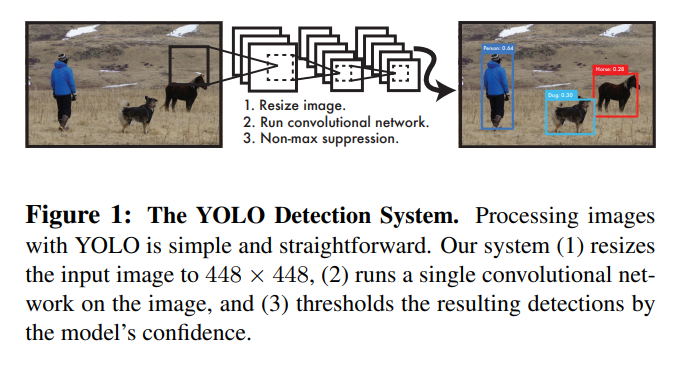 Person: 0.64
Horse: 0.28
Dog: 0.30
1. Resize image.
2. Run convolutional network.
3. Non-max suppression.
Figure 1: The YOLO Detection System. Processing images
with YOLO is simple and straightforward. Our system (1) resizes
the input image to 448 × 448, (2) runs a single convolutional net-
work on the image, and (3) thresholds the resulting detections by
the model’s confidence.